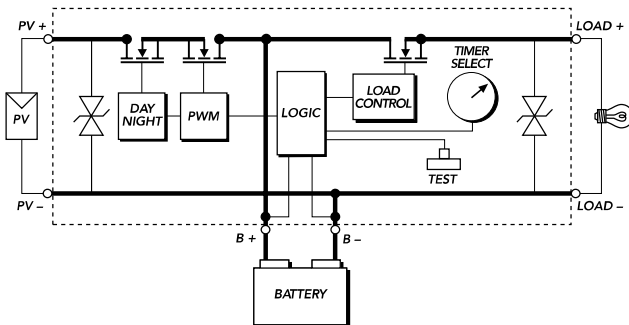 PV +
LOAD +
TIMER
SELECT
PV
DAY
NIGHT
PWM
LOGIC
LOAD
CONTROL
TEST
PV –
LOAD –
B +
B –
BATTERY